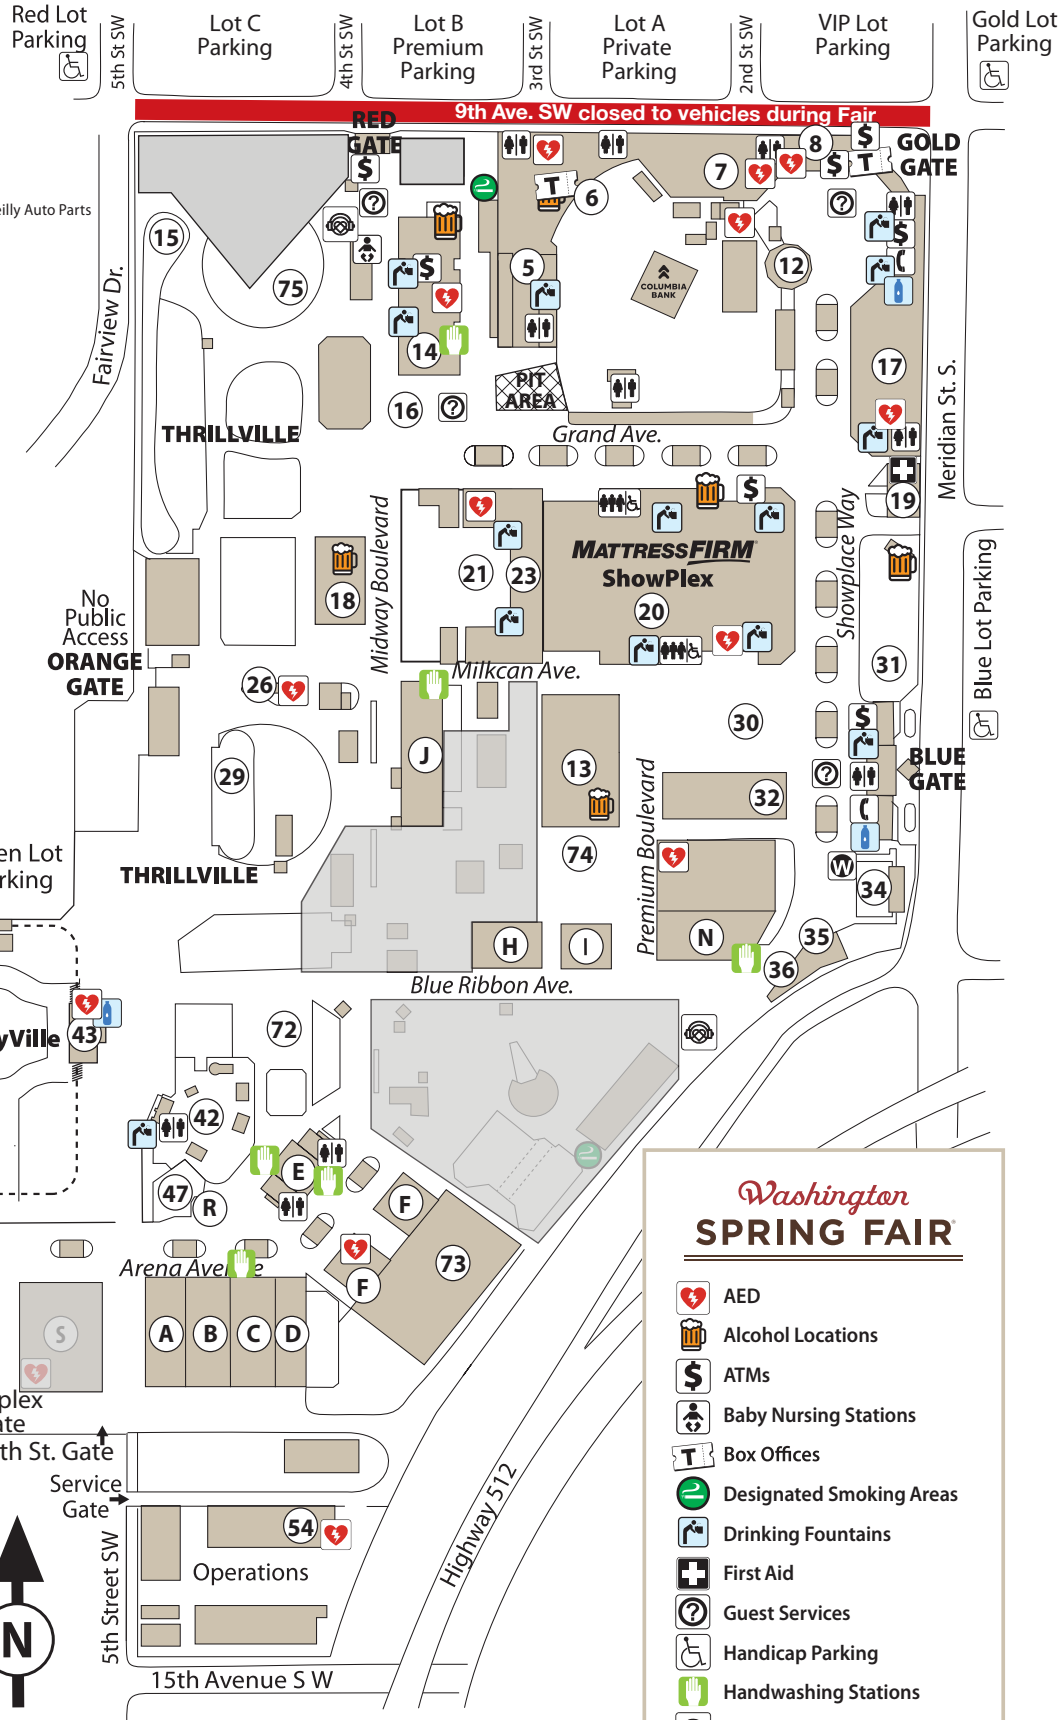 Red Lot
Parking
5th St SW
Lot C
Parking
4th St SW
Lot B
Premium
Parking
3rd St SW
Lot A
Private
Parking
2nd St SW
VIP Lot
Parking
Gold Lot
Parking
9th Ave. SW closed to vehicles during Fair
RED
GATE
GOLD
GATE
eilly Auto Parts
Fairview Dr.
8
7
6
15
75
5
12
COLUMBIA
BANK
14
16
PIT
AREA
17
THRILLVILLE
Grand Ave.
Meridian St. S.
19
Midway Boulevard
MATTRESSFIRM
ShowPlex
21
23
20
18
Showplace Way
Blue Lot Parking
No
Public
Access
ORANGE
GATE
31
Milkcan Ave.
26
30
J
13
29
BLUE
GATE
32
Premium Boulevard
74
en Lot
rking
THRILLVILLE
W
34
N
35
36
H
I
Blue Ribbon Ave.
yVille
43
72
42
E
47
R
F
F
73
Arena Avenue
S
A
B
C
D
plex
ate
th St. Gate
Service
Gate
54
Operations
5th Street SW
N
15th Avenue S W
Highway 512
Washington
SPRING FAIR
AED
Alcohol Locations
$ ATMs
Baby Nursing Stations
T Box Offices
Designated Smoking Areas
Drinking Fountains
First Aid
? Guest Services
Handicap Parking
Handwashing Stations